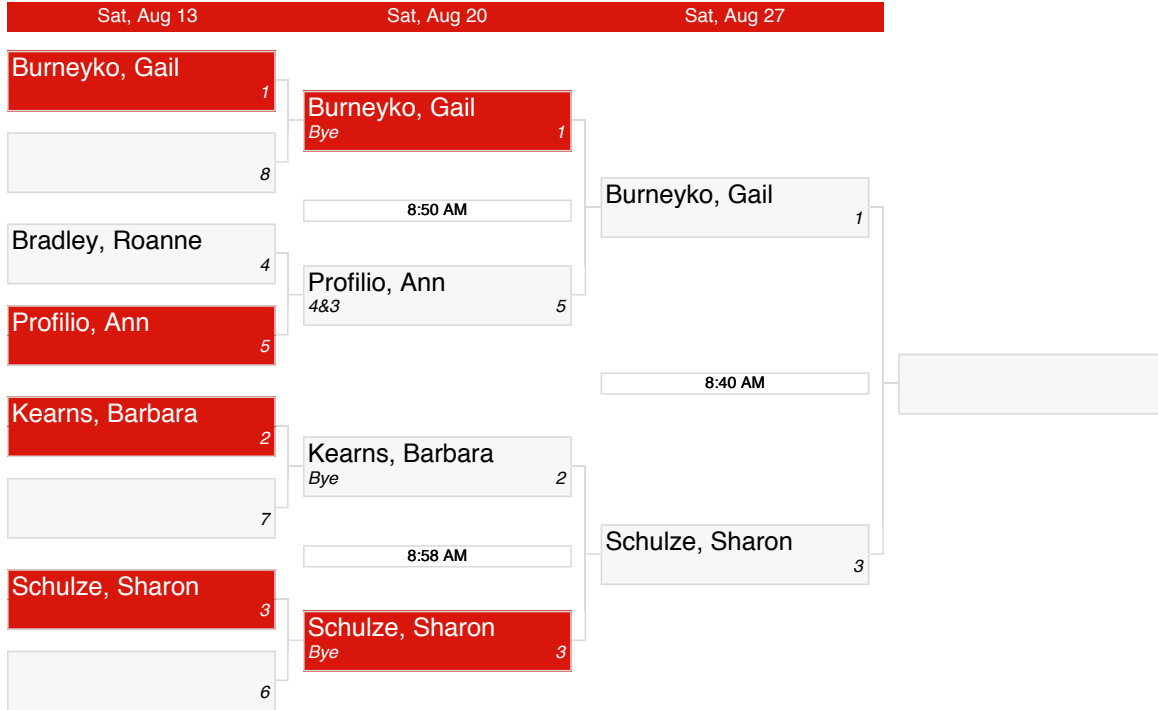 Sat, Aug 13
Sat, Aug 20
Sat, Aug 27
Burneyko, Gail
1
8
Bradley, Roanne
4
Profilio, Ann
5
Kearns, Barbara
2
7
Schulze, Sharon
3
6
Burneyko, Gail
Bye 1
8:50 AM
Profilio, Ann
4&3 5
Kearns, Barbara
Bye 2
8:58 AM
Schulze, Sharon
Bye 3
Burneyko, Gail
1
8:40 AM
Schulze, Sharon
3